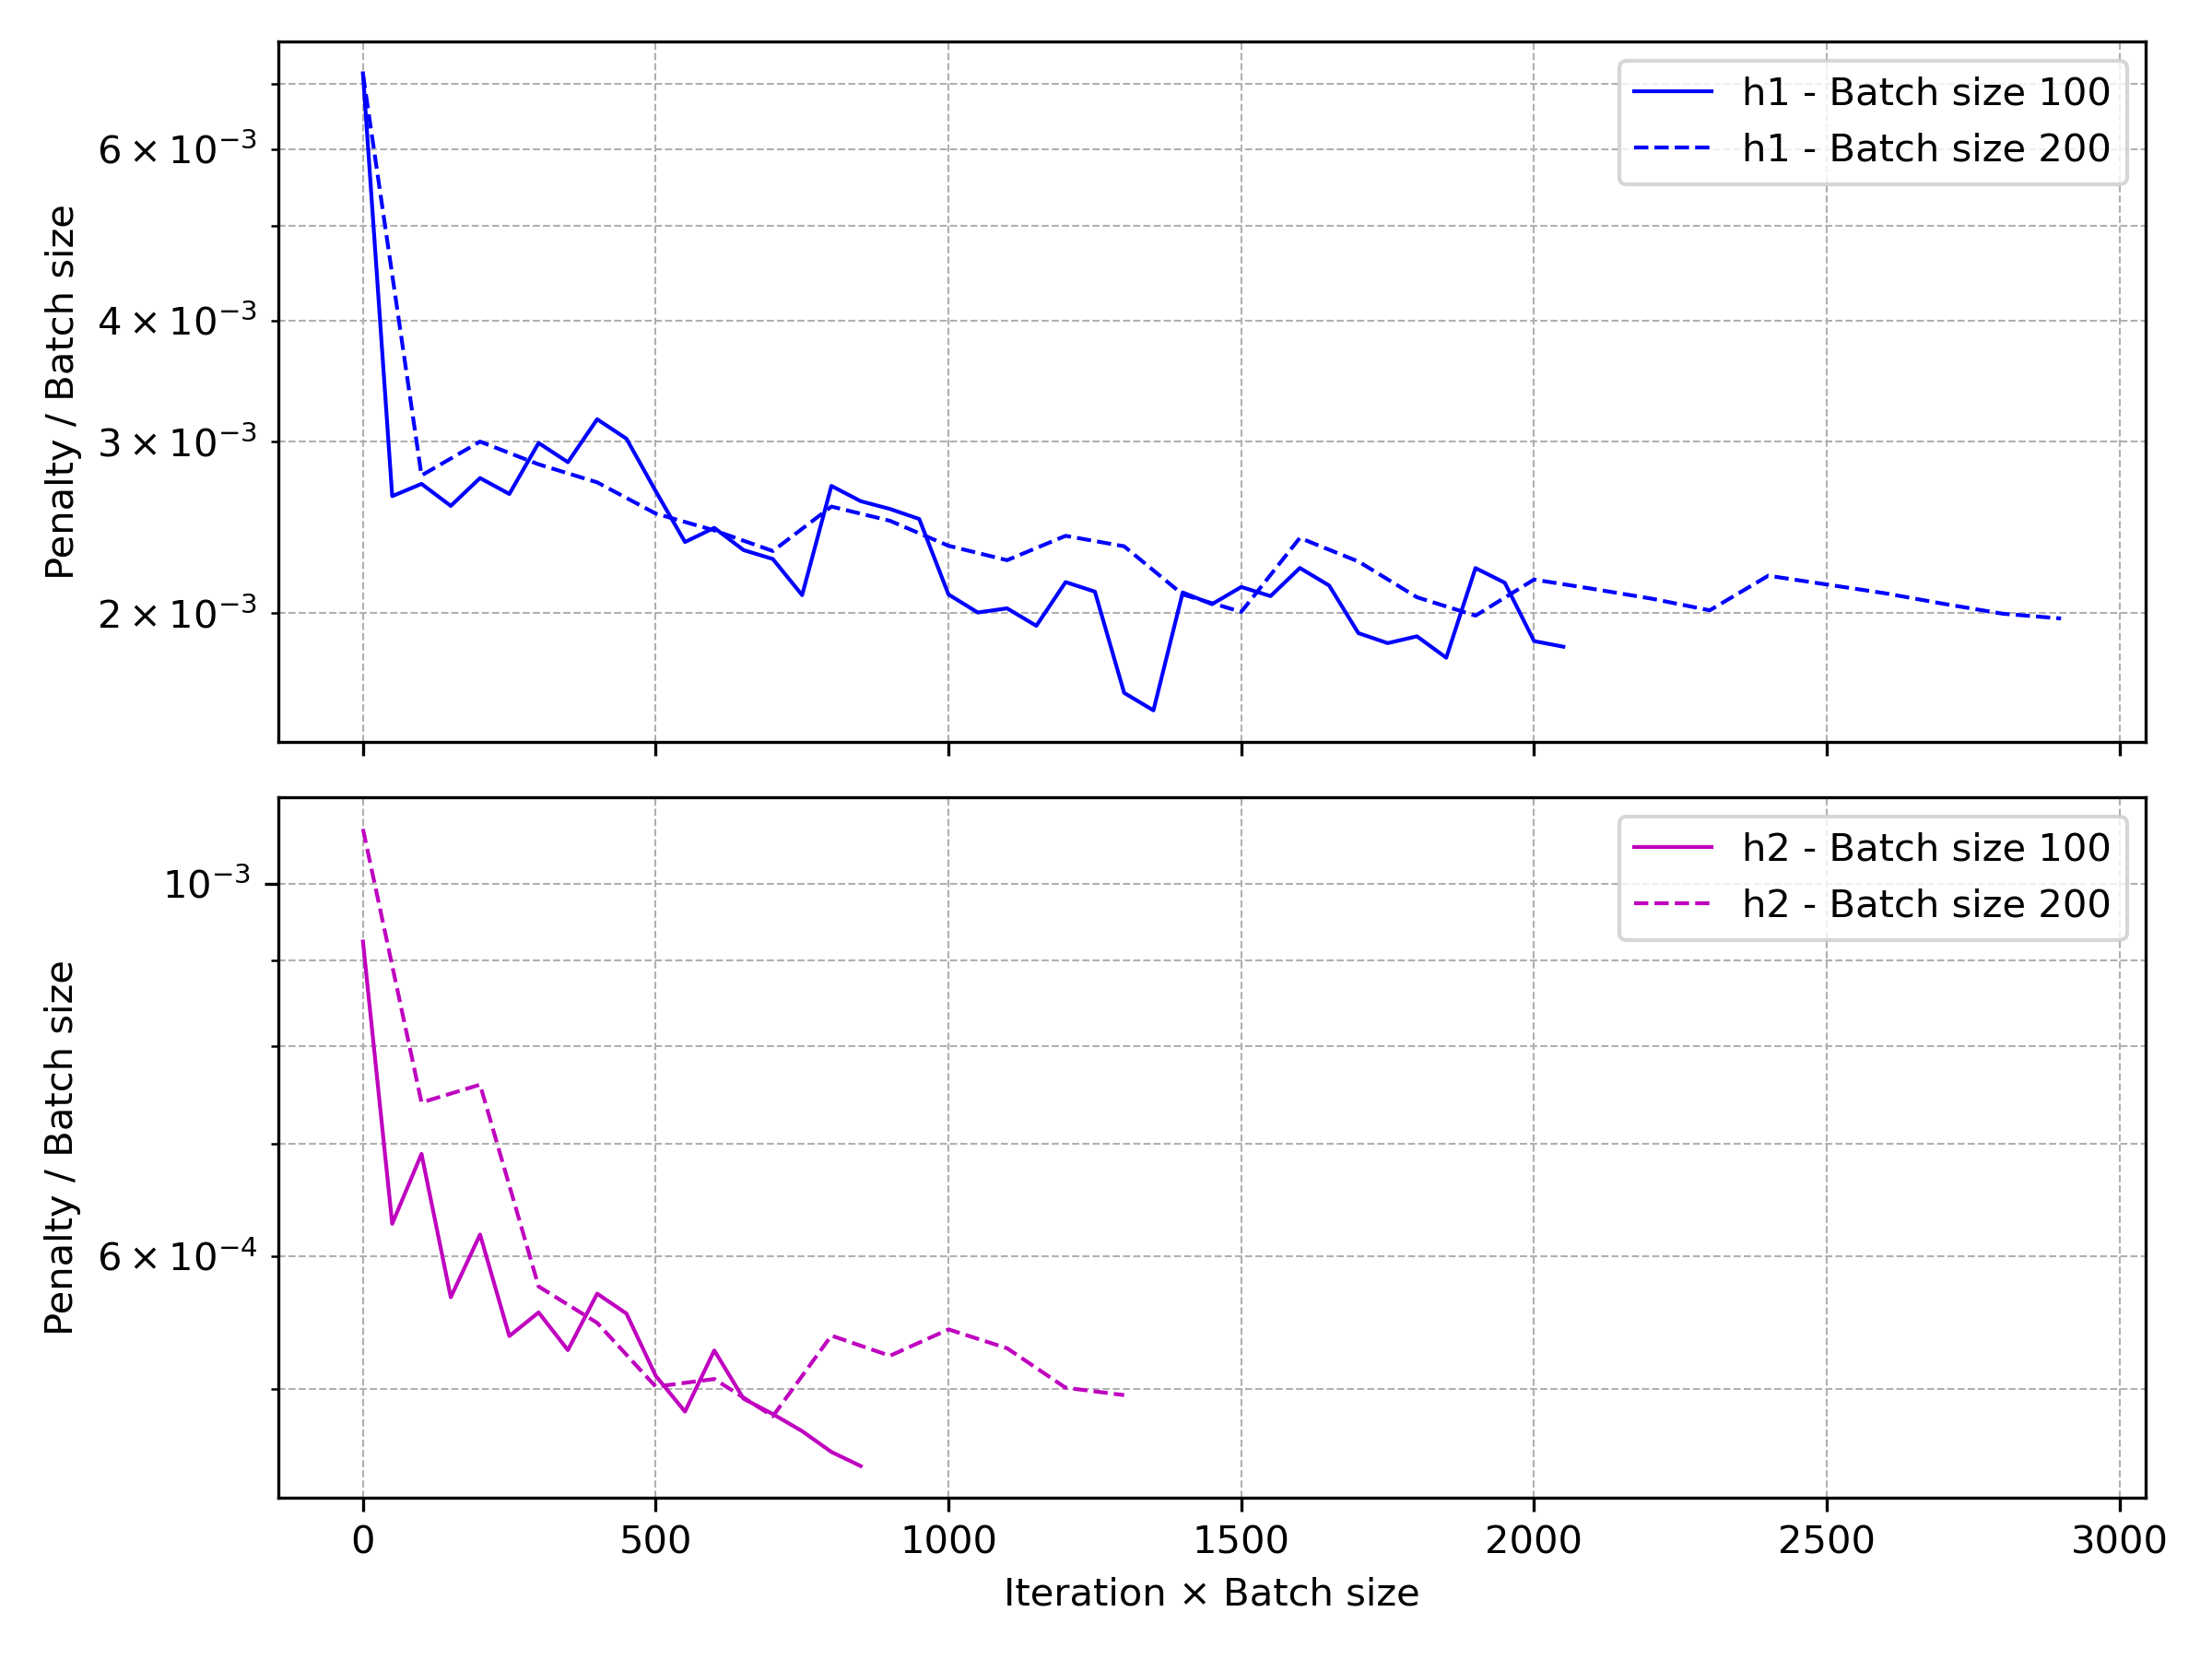 6 × 10⁻³
4 × 10⁻³
3 × 10⁻³
2 × 10⁻³
Penalty / Batch size
h1 - Batch size 100
h1 - Batch size 200
10⁻³
6 × 10⁻⁴
Penalty / Batch size
h2 - Batch size 100
h2 - Batch size 200
0 500 1000 1500 2000 2500 3000
Iteration × Batch size